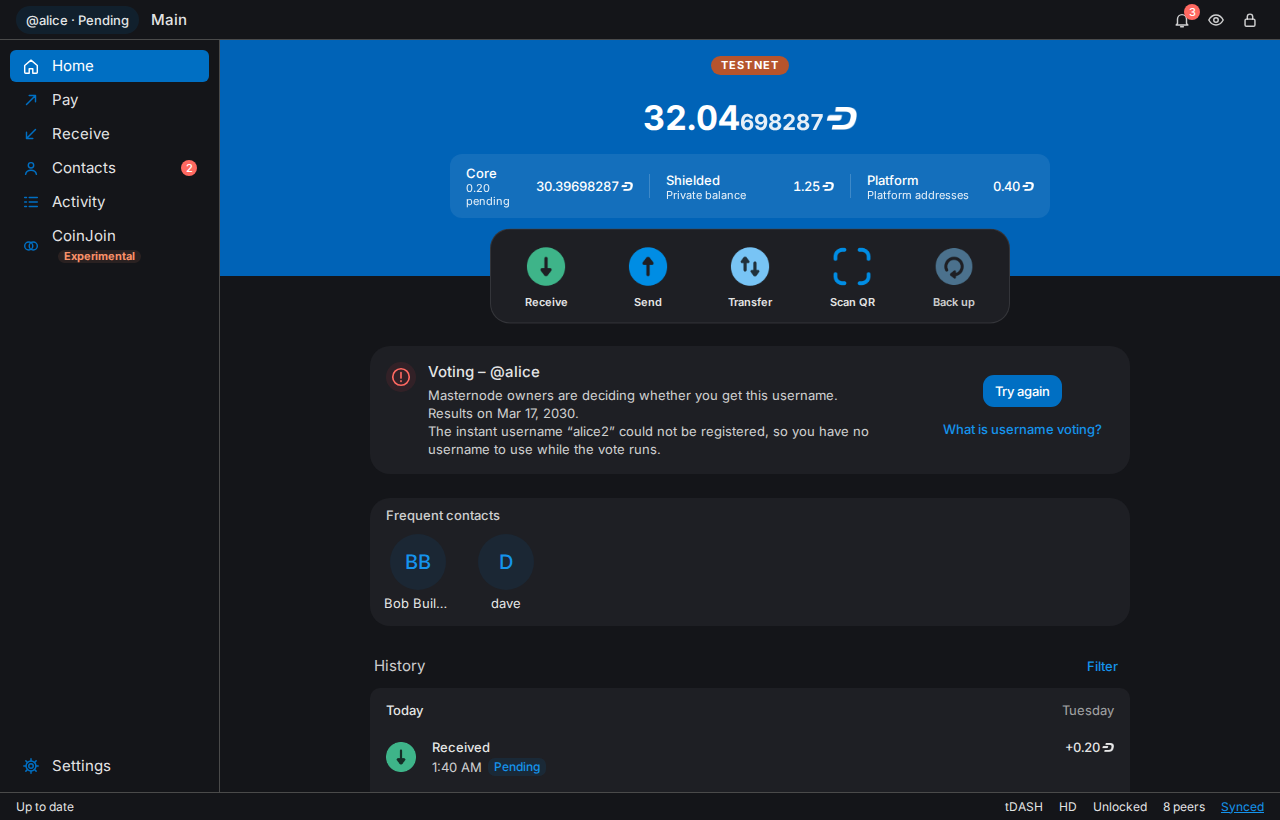 @alice · Pending
Main
3
Home
Pay
Receive
Contacts
2
Activity
CoinJoin
Experimental
Settings
TESTNET
32.04698287
Core
0.20
pending
30.39698287
Shielded
Private balance
1.25
Platform
Platform addresses
0.40
Receive
Send
Transfer
Scan QR
Back up
Voting – @alice
Masternode owners are deciding whether you get this username.
Results on Mar 17, 2030.
The instant username “alice2” could not be registered, so you have no
username to use while the vote runs.
Try again
What is username voting?
Frequent contacts
BB
Bob Buil...
D
dave
History
Filter
Today
Tuesday
Received
1:40 AM
Pending
+0.20
Up to date
tDASH
HD
Unlocked
8 peers
Synced